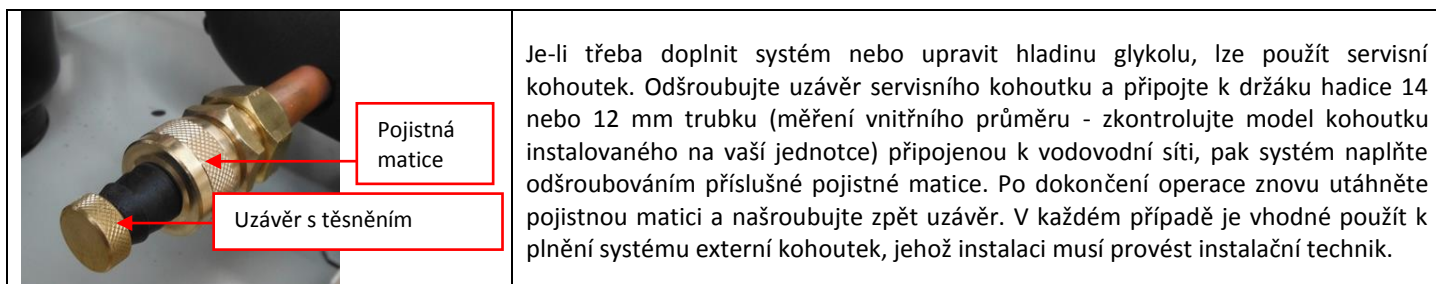 Pojistná
matice
Uzávěr s těsněním
Je-li třeba doplnit systém nebo upravit hladinu glykolu, lze použít servisní
kohoutek. Odšroubujte uzávěr servisního kohoutku a připojte k držáku hadice 14
nebo 12 mm trubku (měření vnitřního průměru - zkontrolujte model kohoutku
instalovaného na vaší jednotce) připojenou k vodovodní síti, pak systém naplňte
odšroubováním příslušné pojistné matice. Po dokončení operace znovu utáhněte
pojistnou matici a našroubujte zpět uzávěr. V každém případě je vhodné použít k
plnění systému externí kohoutek, jehož instalaci musí provést instalační technik.